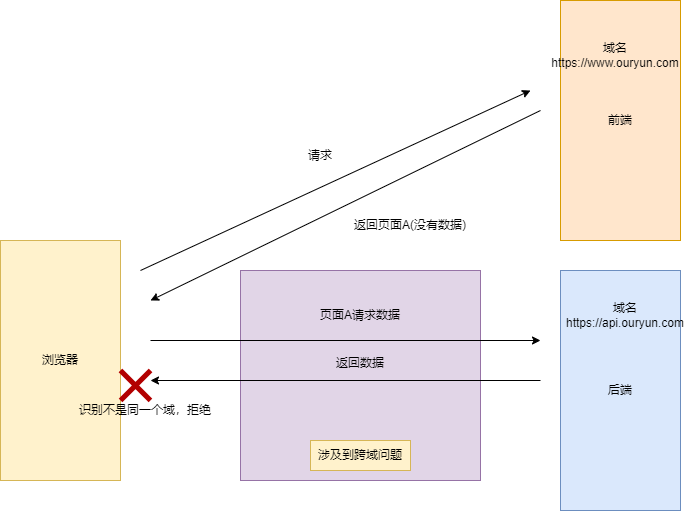 域名
https://www.ouryun.com
前端
请求
返回页面A(没有数据)
域名
https://api.ouryun.com
页面A请求数据
浏览器
返回数据
后端
识别不是同一个域，拒绝
涉及到跨域问题